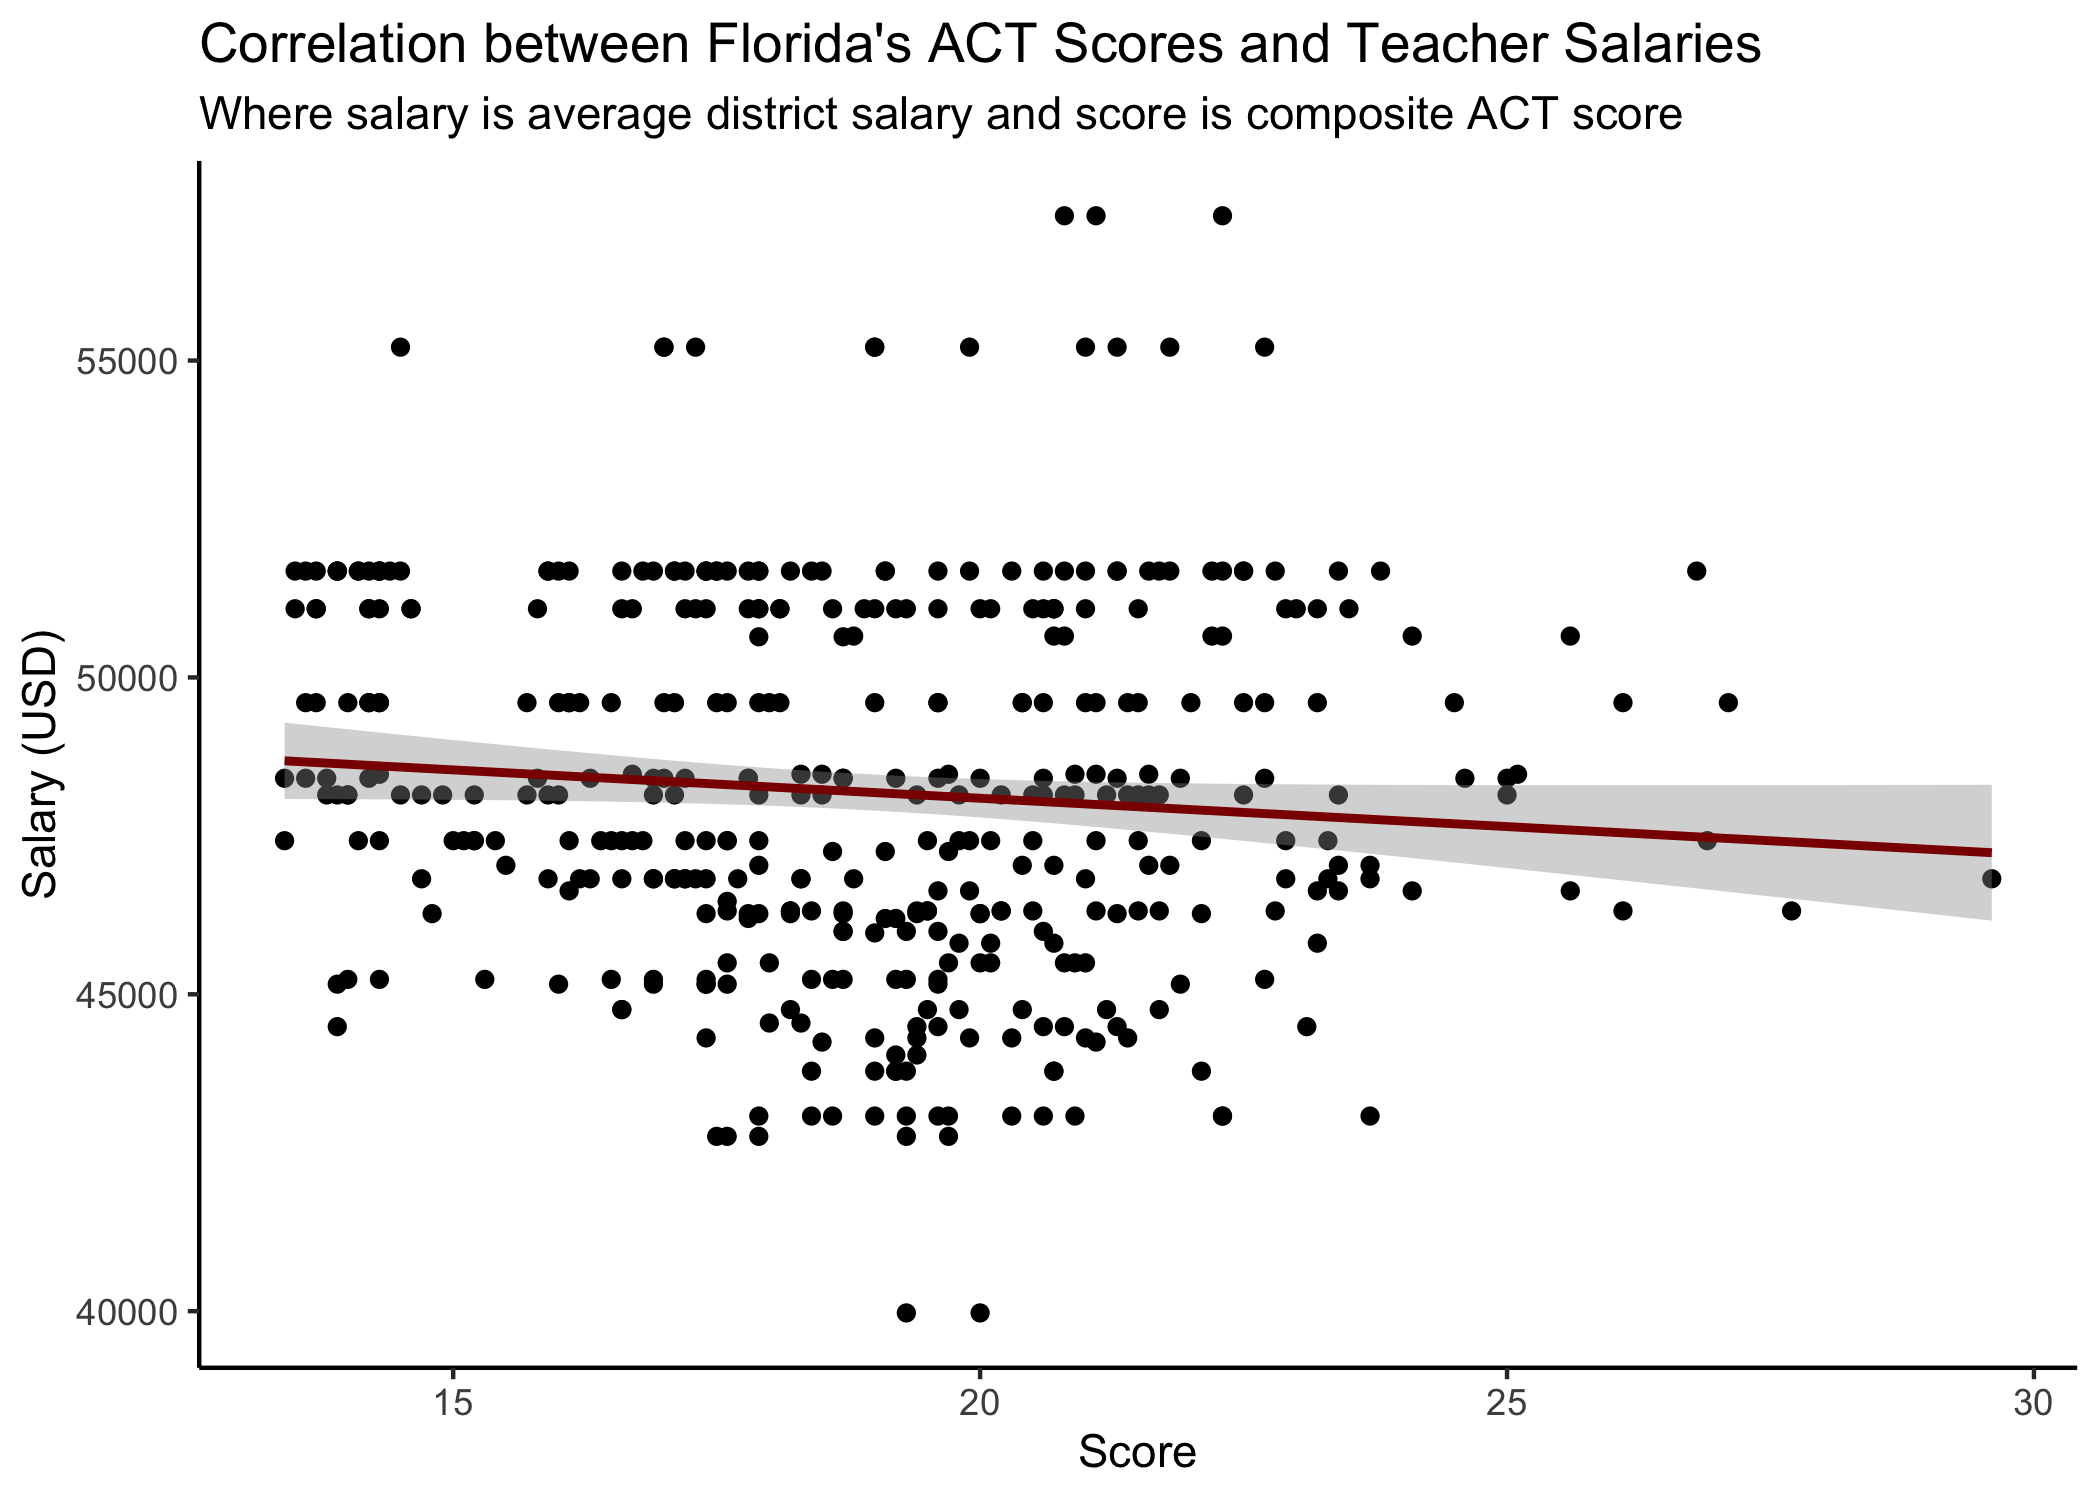 Correlation between Florida's ACT Scores and Teacher Salaries
Where salary is average district salary and score is composite ACT score
Salary (USD)
55000
50000
45000
40000
15 20 25 30
Score